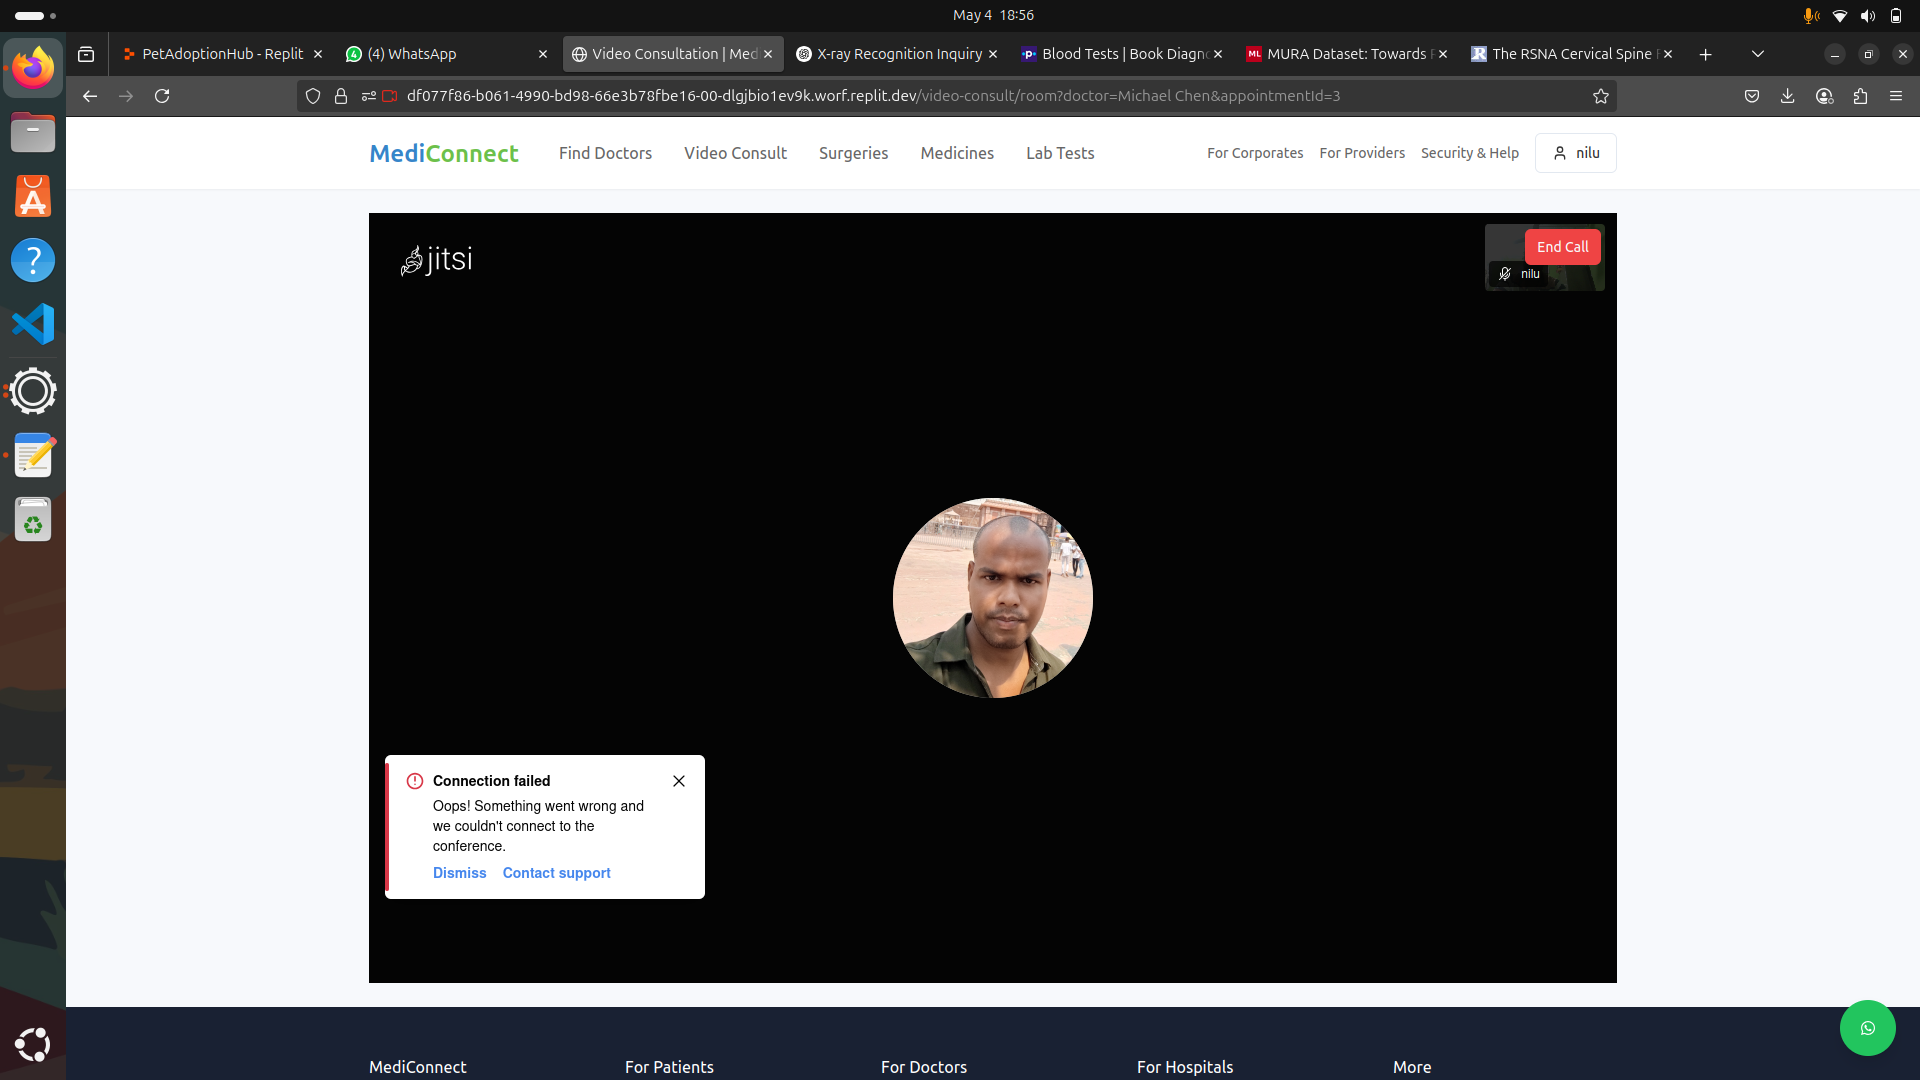 May 4 18:56
PetAdoptionHub - Replit
(4) WhatsApp
Video Consultation | Med
X-ray Recognition Inquiry
Blood Tests | Book Diagn
MURA Dataset: Towards
The RSNA Cervical Spine
df077f86-b061-4990-bd98-66e3b78fbe16-00-dlgjbio1ev9k.worf.replit.dev/video-consult/room?doctor=Michael Chen&appointmentId=3
MediConnect
Find Doctors
Video Consult
Surgeries
Medicines
Lab Tests
For Corporates
For Providers
Security & Help
nilu
jitsi
End Call
nilu
Connection failed
Oops! Something went wrong and
we couldn't connect to the
conference.
Dismiss Contact support
MediConnect
For Patients
For Doctors
For Hospitals
More